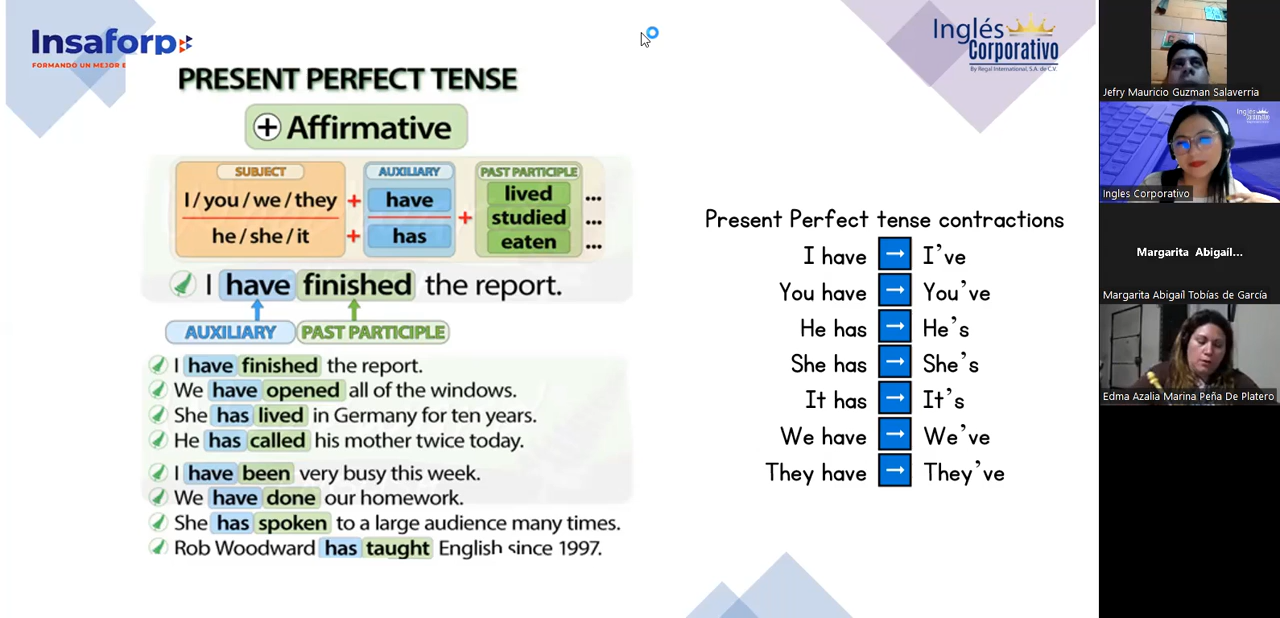 Insaforp
FORMANDO UN MEJOR E
PRESENT PERFECT TENSE
+ Affirmative
SUBJECT AUXILIARY PAST PARTICIPLE
I / you / we / they + have lived ...
+ studied ...
he / she / it + has eaten ...
I have finished the report.
AUXILIARY PAST PARTICIPLE
I have finished the report.
We have opened all of the windows.
She has lived in Germany for ten years.
He has called his mother twice today.
I have been very busy this week.
We have done our homework.
She has spoken to a large audience many times.
Rob Woodward has taught English since 1997.
Inglés
Corporativo
By Regal International, S.A. de C.V.
Present Perfect tense contractions
I have → I've
You have → You've
He has → He's
She has → She's
It has → It's
We have → We've
They have → They've
Jefry Mauricio Guzman Salaverria
Inglés
Ingles Corporativo
Margarita Abigaíl...
Margarita Abigaíl Tobías de García
Edma Azalia Marina Peña De Platero